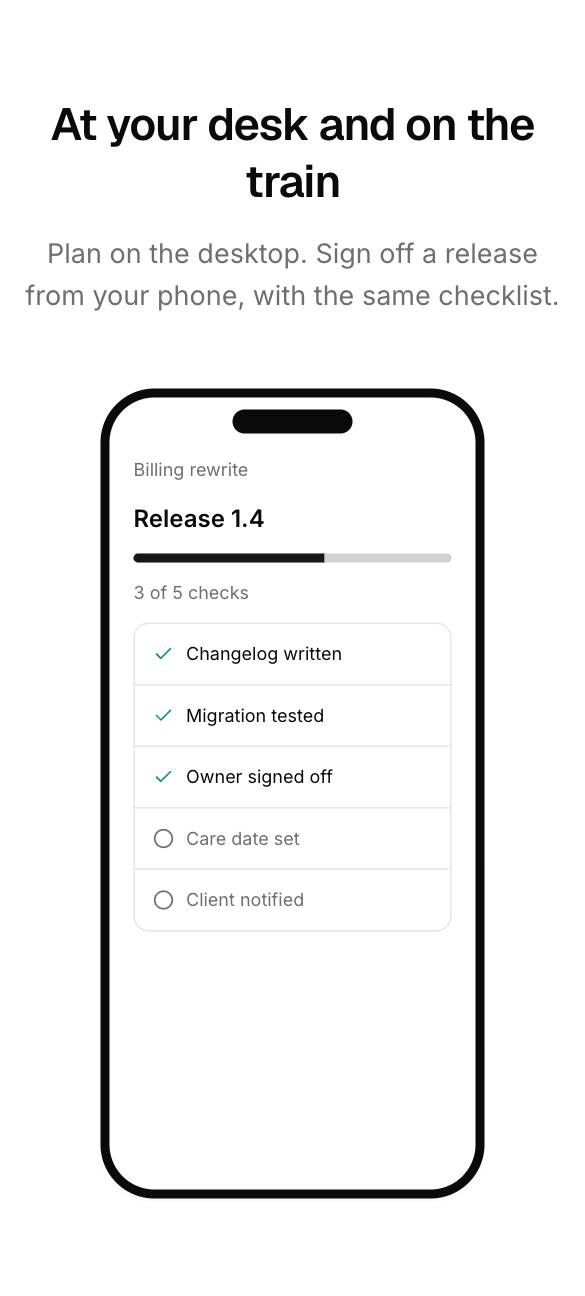 At your desk and on the
train
Plan on the desktop. Sign off a release
from your phone, with the same checklist.
Billing rewrite
Release 1.4
3 of 5 checks
Changelog written
Migration tested
Owner signed off
Care date set
Client notified